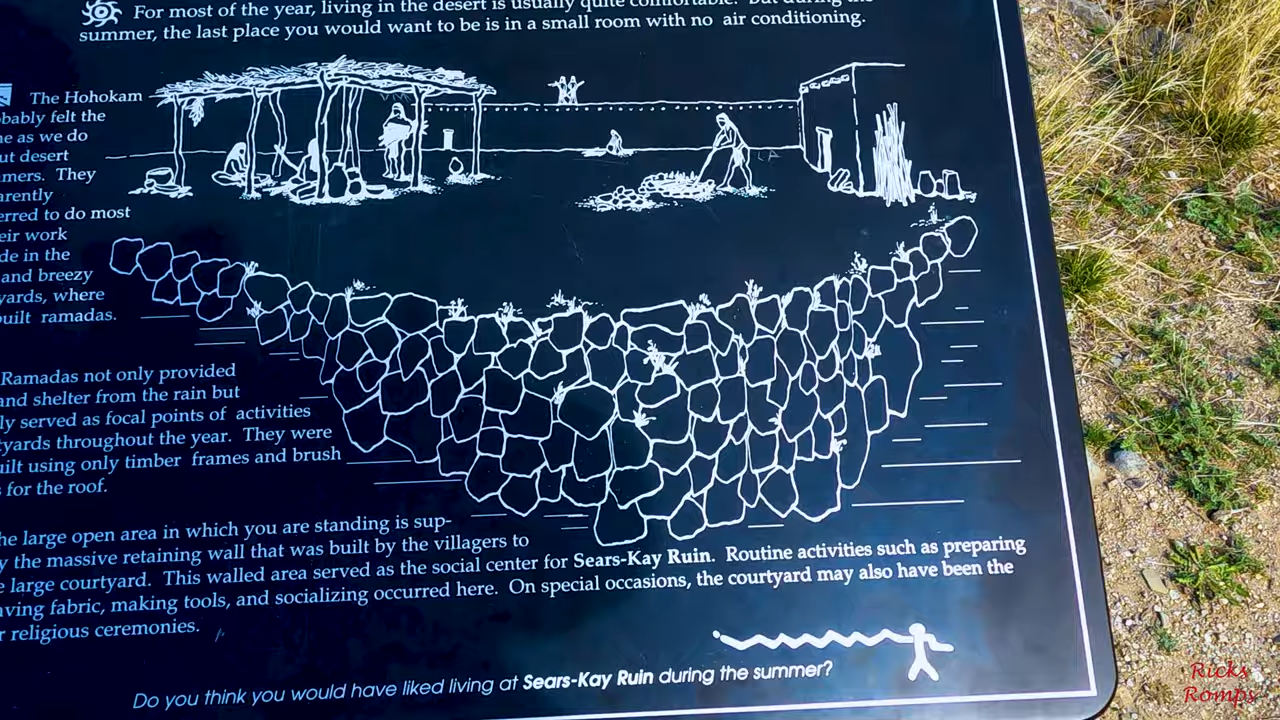 For most of the year, living in the desert is usually quite comfortable. But during the
summer, the last place you would want to be is in a small room with no air conditioning.
The Hohokam
bably felt the
e as we do
ut desert
mers. They
arently
erred to do most
eir work
de in the
and breezy
yards, where
uilt ramadas.
Ramadas not only provided
and shelter from the rain but
ly served as focal points of activities
tyards throughout the year. They were
uilt using only timber frames and brush
s for the roof.
he large open area in which you are standing is sup-
y the massive retaining wall that was built by the villagers to
e large courtyard. This walled area served as the social center for Sears-Kay Ruin. Routine activities such as preparing
aving fabric, making tools, and socializing occurred here. On special occasions, the courtyard may also have been the
r religious ceremonies.
Do you think you would have liked living at Sears-Kay Ruin during the summer?
Ricks
Romps